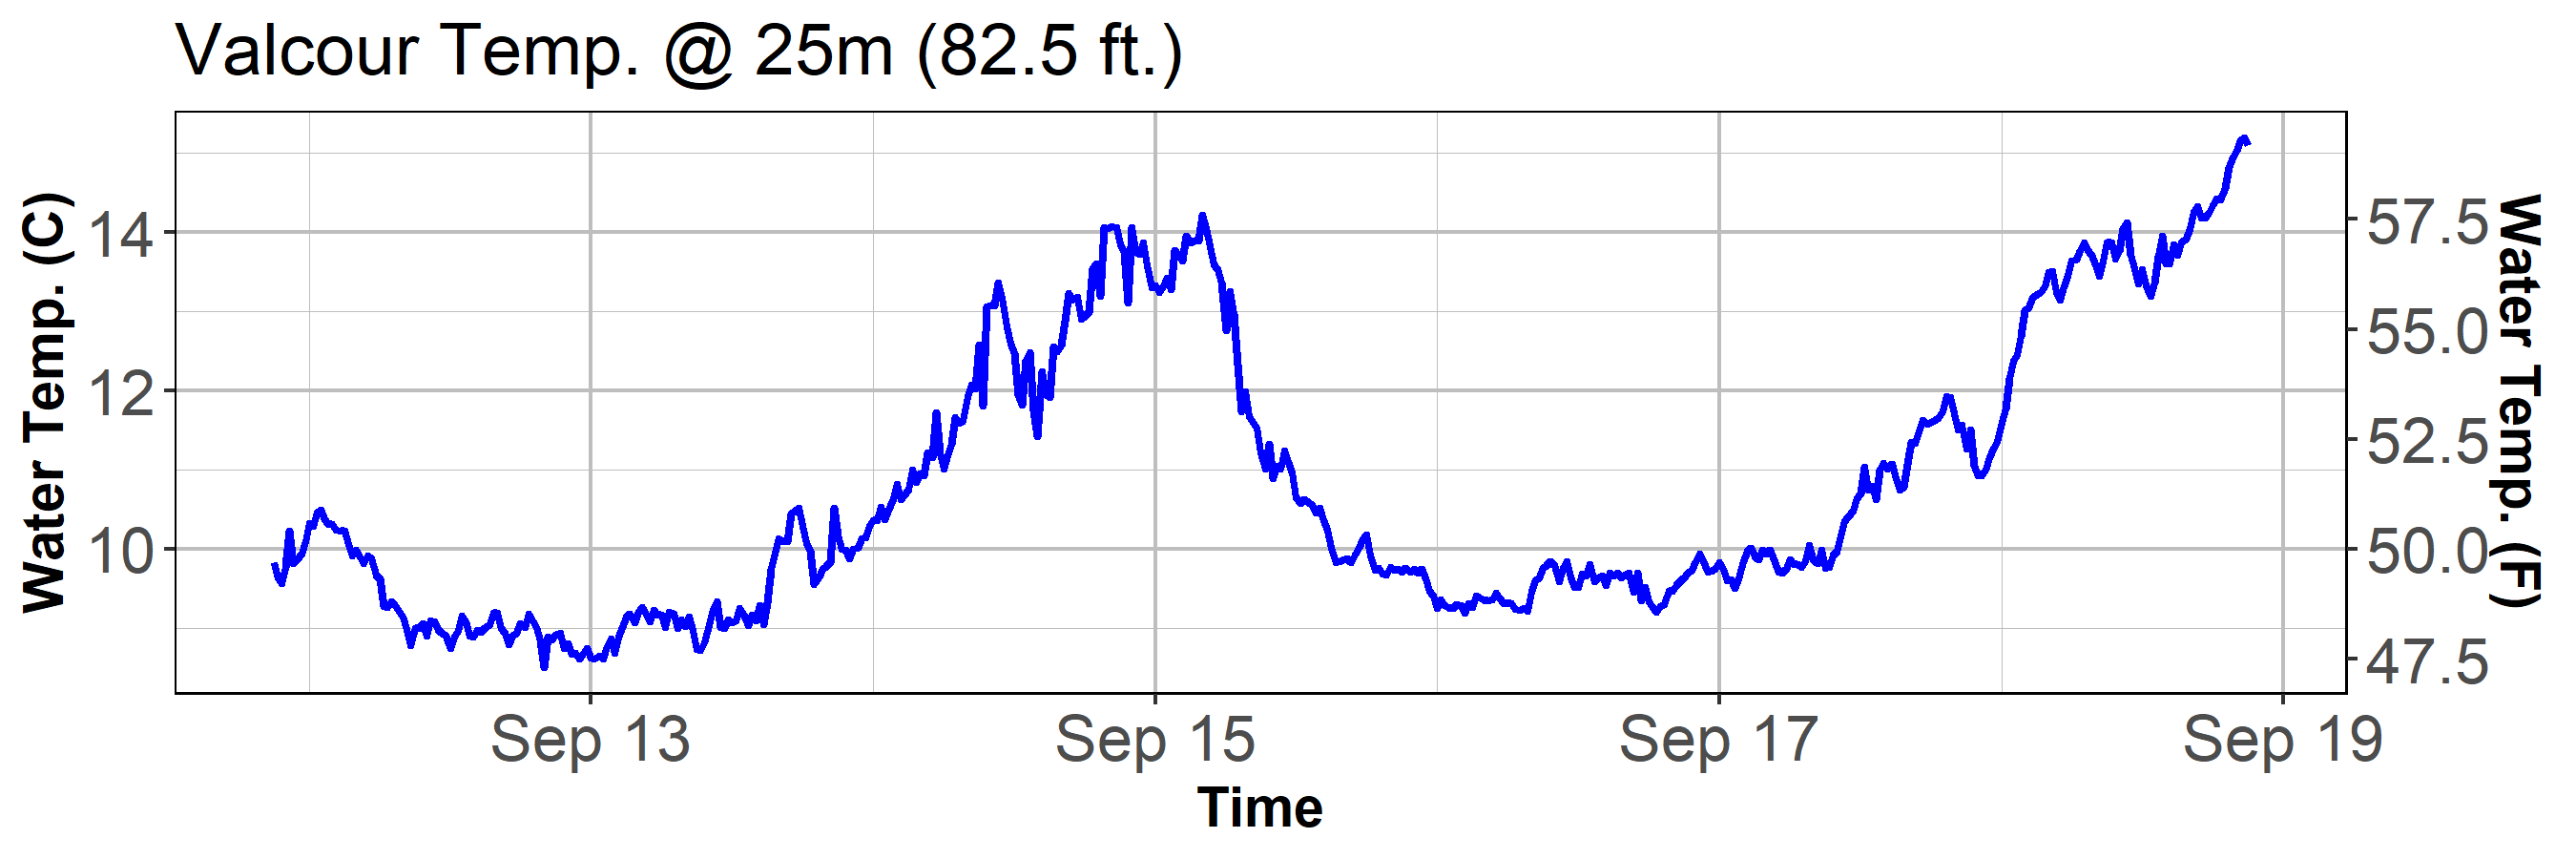 Valcour Temp. @ 25m (82.5 ft.)
Water Temp. (C)
14
12
10
57.5
55.0
52.5
50.0
47.5
Water Temp. (F)
Sep 13 Sep 15 Sep 17 Sep 19
Time